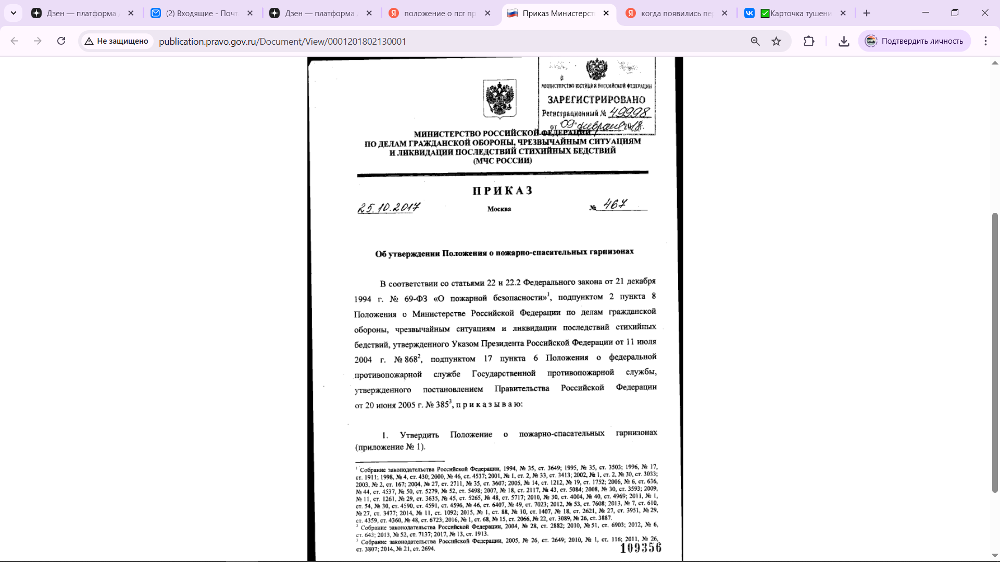 Дзен — платформа д
(2) Входящие - Почт
Дзен — платформа д
положение о псг пр
Приказ Министерст
когда появились пе
Карточка тушени
Не защищено
publication.pravo.gov.ru/Document/View/0001201802130001
Подтвердить личность
МИНИСТЕРСТВО ЮСТИЦИИ РОССИЙСКОЙ ФЕДЕРАЦИИ
ЗАРЕГИСТРИРОВАНО
Регистрационный № 49998
от "09" февраля 2018.
МИНИСТЕРСТВО РОССИЙСКОЙ ФЕДЕРАЦИИ
ПО ДЕЛАМ ГРАЖДАНСКОЙ ОБОРОНЫ, ЧРЕЗВЫЧАЙНЫМ СИТУАЦИЯМ
И ЛИКВИДАЦИИ ПОСЛЕДСТВИЙ СТИХИЙНЫХ БЕДСТВИЙ
(МЧС РОССИИ)
ПРИКАЗ
25.10.2017 Москва № 467
Об утверждении Положения о пожарно-спасательных гарнизонах
В соответствии со статьями 22 и 22.2 Федерального закона от 21 декабря
1994 г. № 69-ФЗ «О пожарной безопасности»1, подпунктом 2 пункта 8
Положения о Министерстве Российской Федерации по делам гражданской
обороны, чрезвычайным ситуациям и ликвидации последствий стихийных
бедствий, утвержденного Указом Президента Российской Федерации от 11 июля
2004 г. № 8682, подпунктом 17 пункта 6 Положения о федеральной
противопожарной службе Государственной противопожарной службы,
утвержденного постановлением Правительства Российской Федерации
от 20 июня 2005 г. № 3853, п р и к а з ы в а ю:
1. Утвердить Положение о пожарно-спасательных гарнизонах
(приложение № 1).
1 Собрание законодательства Российской Федерации, 1994, № 35, ст. 3649; 1995, № 35, ст. 3503; 1996, № 17,
ст. 1911; 1998, № 4, ст. 430; 2000, № 46, ст. 4537; 2001, № 1, ст. 2, № 33, ст. 3413; 2002, № 1, ст. 2, № 30, ст. 3033;
2003, № 2, ст. 167; 2004, № 27, ст. 2711, № 35, ст. 3607; 2005, № 14, ст. 1212, № 19, ст. 1752; 2006, № 6, ст. 636,
№ 44, ст. 4537, № 50, ст. 5279, № 52, ст. 5498; 2007, № 18, ст. 2117, № 43, ст. 5084; 2008, № 30, ст. 3593; 2009,
№ 11, ст. 1261, № 29, ст. 3635, № 45, ст. 5265, № 48, ст. 5717; 2010, № 30, ст. 4004, № 40, ст. 4969; 2011, № 1,
ст. 54, № 30, ст. 4590, ст. 4591, ст. 4596, № 46, ст. 6407, № 49, ст. 7023; 2012, № 53, ст. 7608; 2013, № 7, ст. 610,
№ 27, ст. 3477; 2014, № 11, ст. 1092; 2015, № 1, ст. 88, № 10, ст. 1407, № 18, ст. 2621, № 27, ст. 3951, № 29,
ст. 4359, ст. 4360, № 48, ст. 6723; 2016, № 1, ст. 68, № 15, ст. 2066, № 22, ст. 3089, № 26, ст. 3887.
2 Собрание законодательства Российской Федерации, 2004, № 28, ст. 2882; 2010, № 51, ст. 6903; 2012, № 6,
ст. 643; 2013, № 52, ст. 7137; 2017, № 13, ст. 1913.
3 Собрание законодательства Российской Федерации, 2005, № 26, ст. 2649; 2010, № 1, ст. 116; 2011, № 26,
ст. 3807; 2014, № 21, ст. 2694.
109356